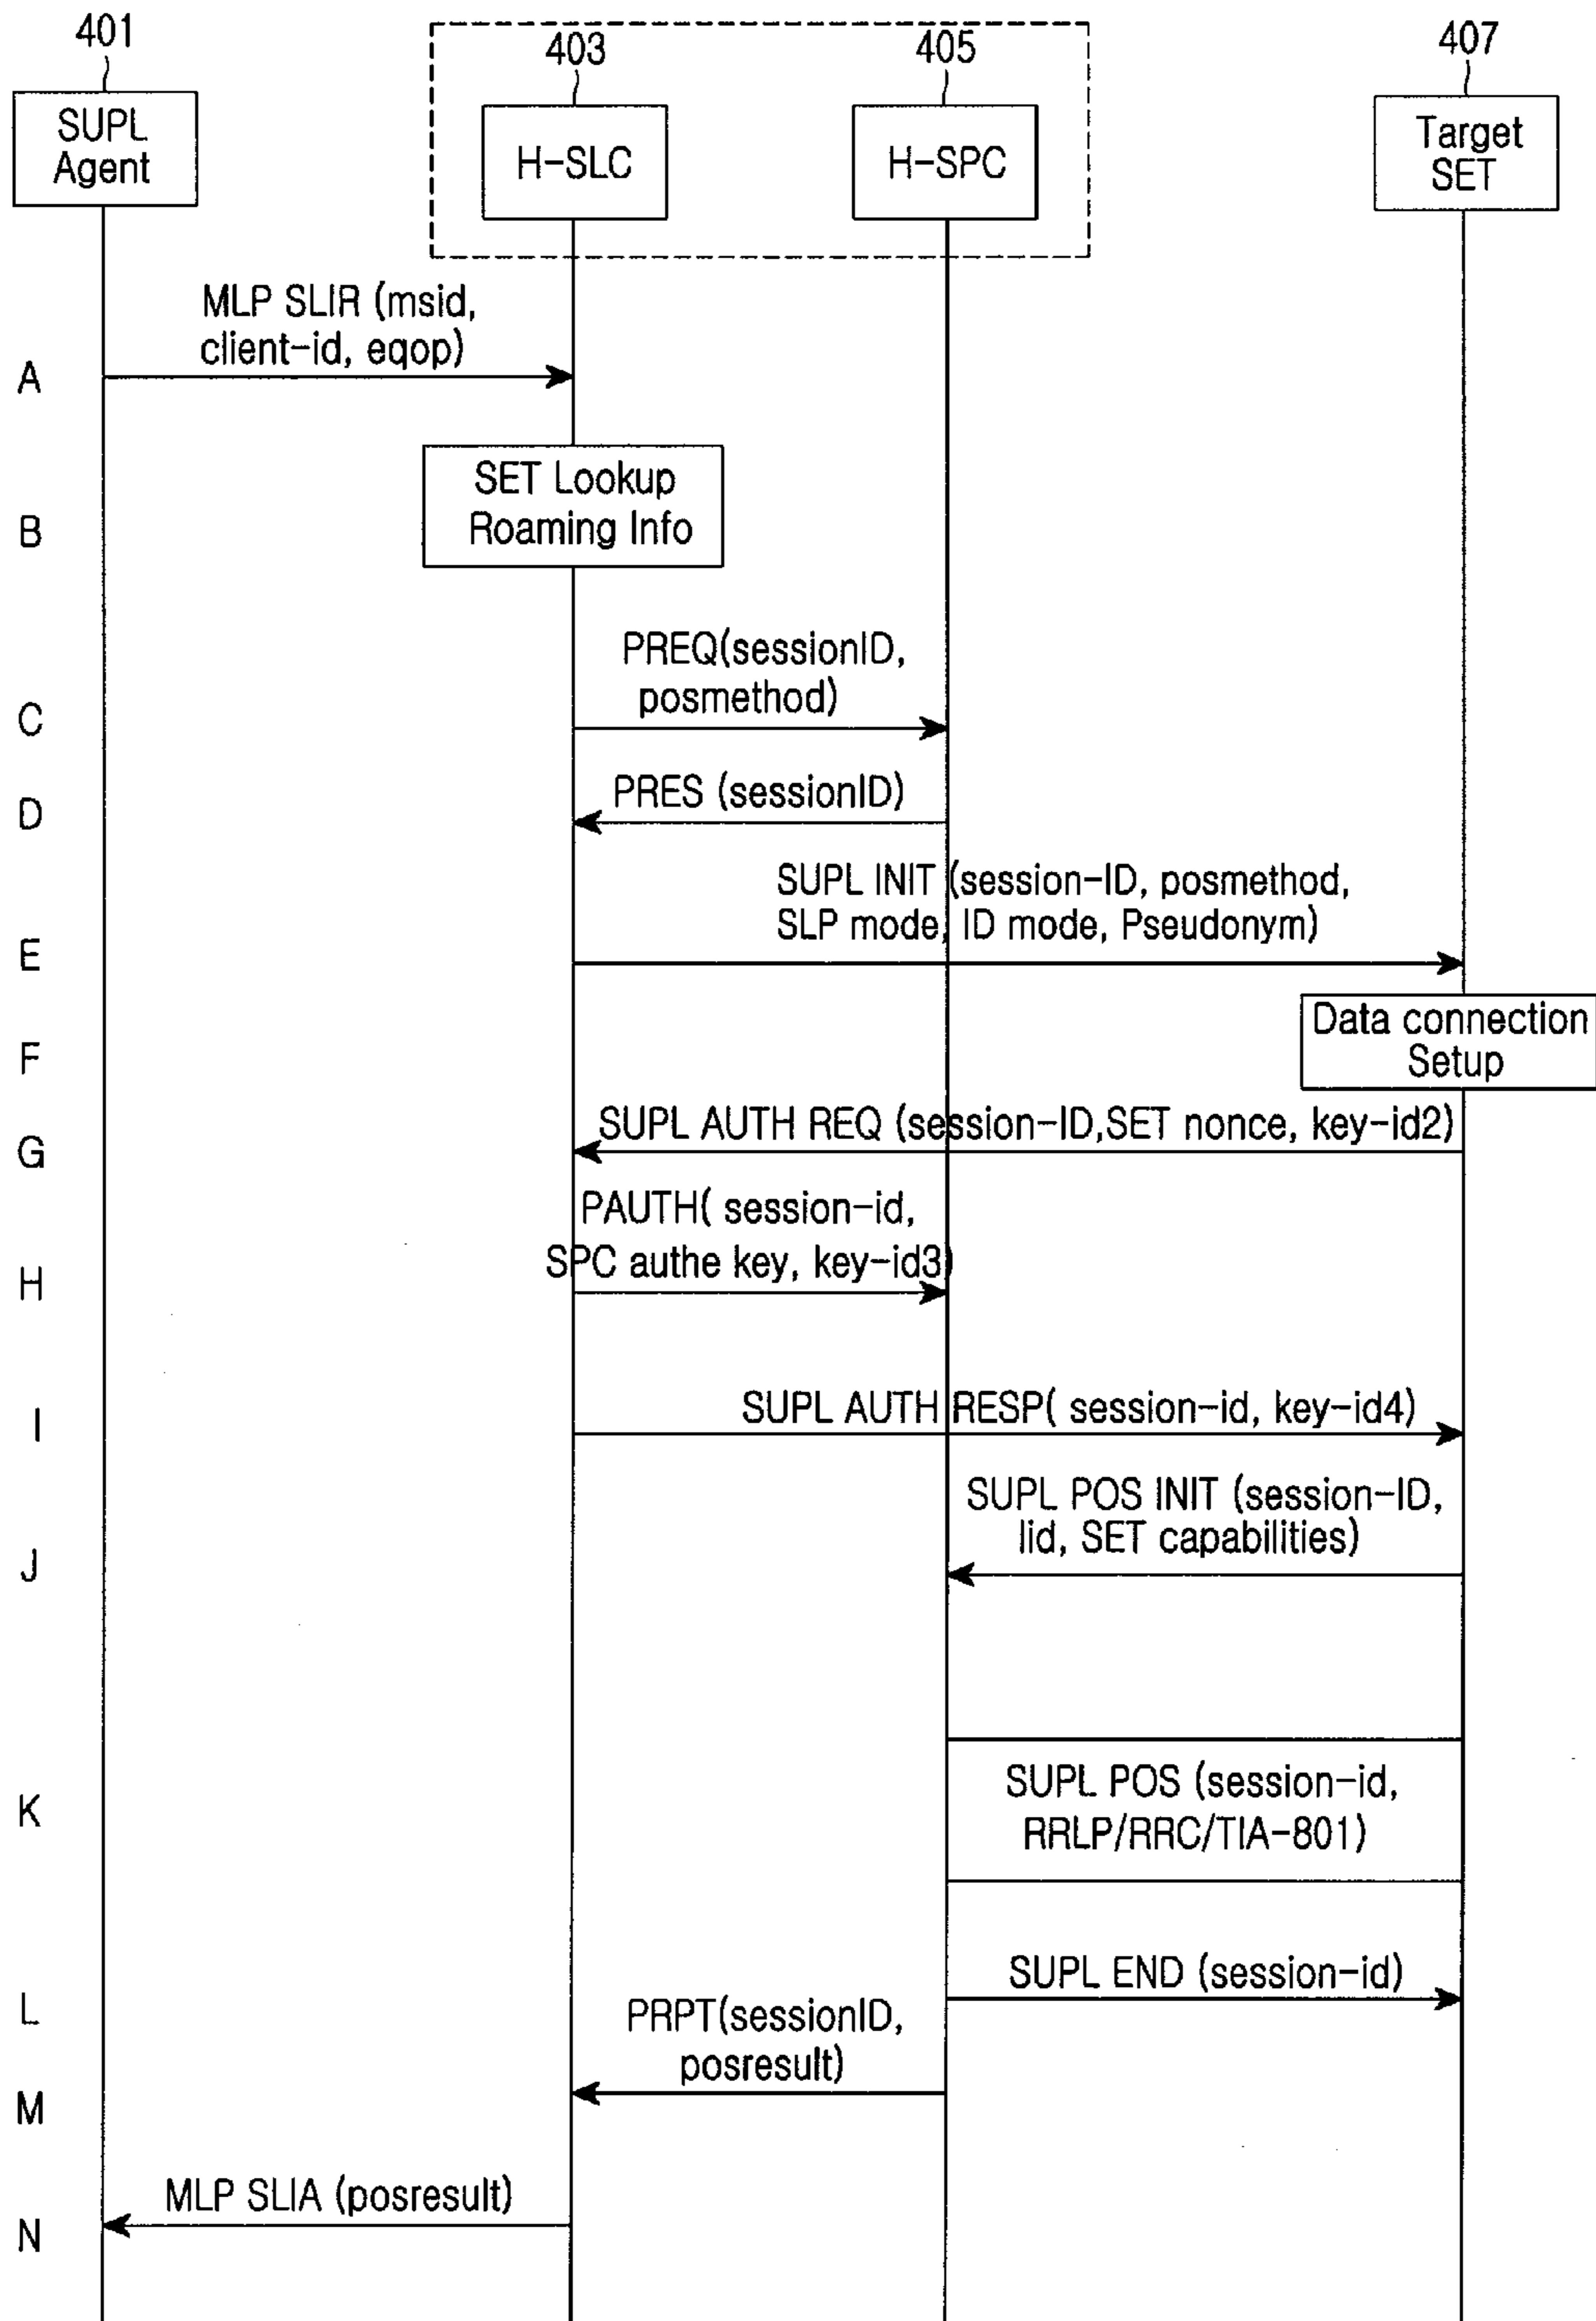 401
403
405
407
SUPL
Agent
H-SLC
H-SPC
Target
SET
MLP SLIR (msid,
client-id, eqop)
A
SET Lookup
Roaming Info
B
PREQ(sessionID,
posmethod)
C
PRES (sessionID)
D
SUPL INIT (session-ID, posmethod,
SLP mode, ID mode, Pseudonym)
E
Data connection
Setup
F
SUPL AUTH REQ (session-ID,SET nonce, key-id2)
G
PAUTH( session-id,
SPC authe key, key-id3)
H
SUPL AUTH RESP( session-id, key-id4)
I
SUPL POS INIT (session-ID,
lid, SET capabilities)
J
SUPL POS (session-id,
RRLP/RRC/TIA-801)
K
SUPL END (session-id)
L
PRPT(sessionID,
posresult)
M
MLP SLIA (posresult)
N